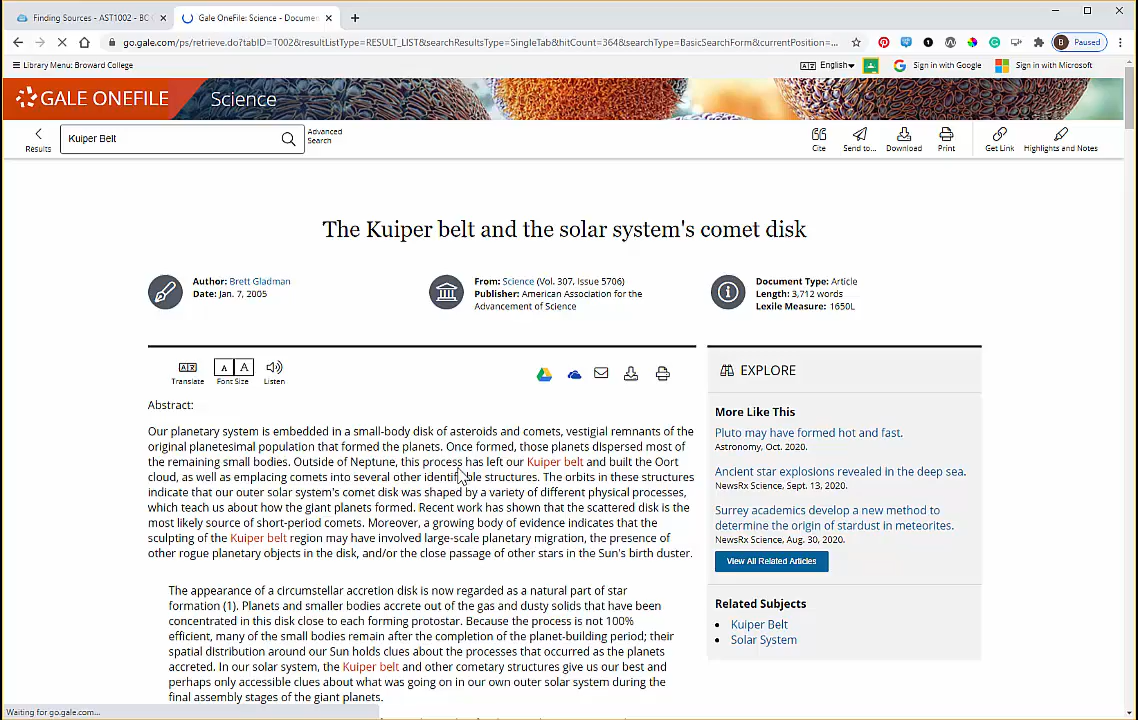 Finding Sources - AST1002 - BC
Gale OneFile: Science - Documen
go.gale.com/ps/retrieve.do?tabID=T002&resultListType=RESULT_LIST&searchResultsType=SingleTab&hitCount=364&searchType=BasicSearchForm&currentPosition=...
Paused
Library Menu: Broward College
English
Sign in with Google
Sign in with Microsoft
GALE ONEFILE
Science
Results
Kuiper Belt
Advanced
Search
Cite
Send to...
Download
Print
Get Link
Highlights and Notes
The Kuiper belt and the solar system's comet disk
Author: Brett Gladman
Date: Jan. 7, 2005
From: Science (Vol. 307, Issue 5706)
Publisher: American Association for the
Advancement of Science
Document Type: Article
Length: 3,712 words
Lexile Measure: 1650L
Translate
A A
Font Size
Listen
Abstract:
Our planetary system is embedded in a small-body disk of asteroids and comets, vestigial remnants of the
original planetesimal population that formed the planets. Once formed, those planets dispersed most of
the remaining small bodies. Outside of Neptune, this process has left our Kuiper belt and built the Oort
cloud, as well as emplacing comets into several other identifiable structures. The orbits in these structures
indicate that our outer solar system's comet disk was shaped by a variety of different physical processes,
which teach us about how the giant planets formed. Recent work has shown that the scattered disk is the
most likely source of short-period comets. Moreover, a growing body of evidence indicates that the
sculpting of the Kuiper belt region may have involved large-scale planetary migration, the presence of
other rogue planetary objects in the disk, and/or the close passage of other stars in the Sun's birth duster.
The appearance of a circumstellar accretion disk is now regarded as a natural part of star
formation (1). Planets and smaller bodies accrete out of the gas and dusty solids that have been
concentrated in this disk close to each forming protostar. Because the process is not 100%
efficient, many of the small bodies remain after the completion of the planet-building period; their
spatial distribution around our Sun holds clues about the processes that occurred as the planets
accreted. In our solar system, the Kuiper belt and other cometary structures give us our best and
perhaps only accessible clues about what was going on in our own outer solar system during the
final assembly stages of the giant planets.
EXPLORE
More Like This
Pluto may have formed hot and fast.
Astronomy, Oct. 2020.
Ancient star explosions revealed in the deep sea.
NewsRx Science, Sept. 13, 2020.
Surrey academics develop a new method to
determine the origin of stardust in meteorites.
NewsRx Science, Aug. 30, 2020.
View All Related Articles
Related Subjects
Kuiper Belt
Solar System
Waiting for go.gale.com...